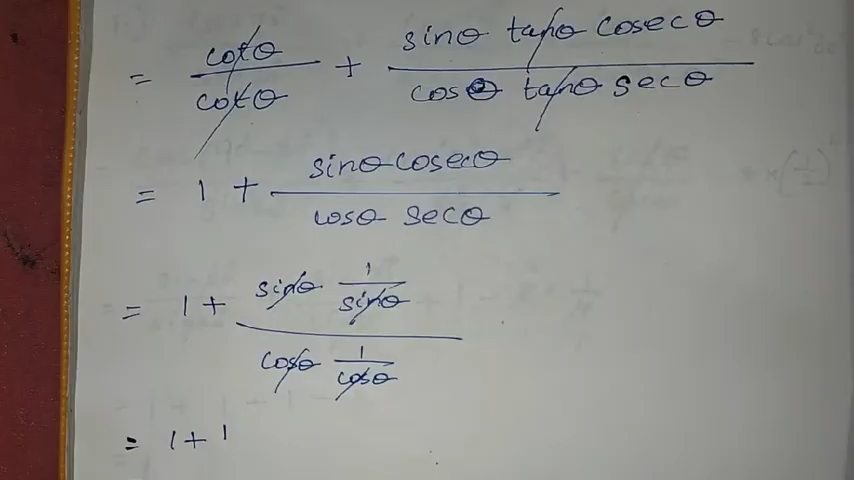 = cotθ/cotθ + sinθ tanθ cosecθ/cosθ tanθ secθ
= 1 + sinθ cosecθ/cosθ secθ
= 1 + sinθ 1/sinθ/cosθ 1/cosθ
= 1 + 1